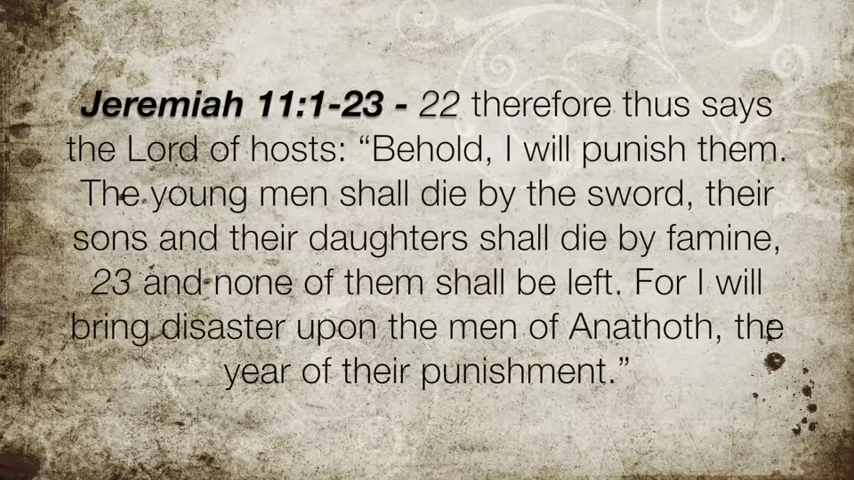 Jeremiah 11:1-23 - 22 therefore thus says
the Lord of hosts: “Behold, I will punish them.
The young men shall die by the sword, their
sons and their daughters shall die by famine,
23 and none of them shall be left. For I will
bring disaster upon the men of Anathoth, the
year of their punishment.”